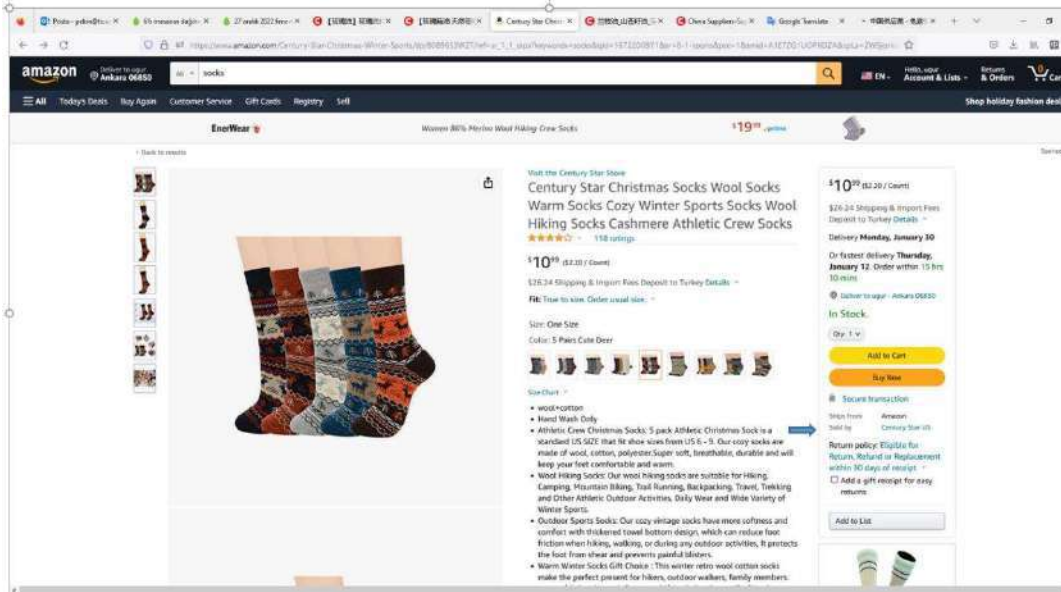 Century Star Chris
Google Translate
amazon
Deliver to ugur
Ankara 06850
All
socks
EN
Hello, ugur
Account & Lists
Returns
& Orders
All
Today's Deals
Buy Again
Customer Service
Gift Cards
Registry
Sell
Shop holiday fashion deal
EnerWear
Women 86% Merino Wool Hiking Crew Socks
$19
prime
Back to results
Visit the Century Star Store
Century Star Christmas Socks Wool Socks
Warm Socks Cozy Winter Sports Socks Wool
Hiking Socks Cashmere Athletic Crew Socks
158 ratings
$10⁹⁹ ($2.20 / Count)
$26.24 Shipping & Import Fees Deposit to Turkey Details
Fit: True to size. Order usual size.
Size: One Size
Color: 5 Pairs Cute Deer
Size Chart
• wool+cotton
• Hand Wash Only
• Athletic Crew Christmas Socks: 5 pack Athletic Christmas Sock is a
standard US-SIZE that fit shoe sizes from US 6 - 9. Our cozy socks are
made of wool, cotton, polyester.Super soft, breathable, durable and will
keep your feet comfortable and warm.
• Wool Hiking Socks: Our wool hiking socks are suitable for Hiking,
Camping, Mountain Biking, Trail Running, Backpacking, Travel, Trekking
and Other Athletic Outdoor Activities, Daily Wear and Wide Variety of
Winter Sports.
• Outdoor Sports Socks: Our cozy vintage socks have more softness and
comfort with thickened towel bottom design, which can reduce foot
friction when hiking, walking, or during any outdoor activities, It protects
the foot from shear and prevents painful blisters.
• Warm Winter Socks Gift Choice : This winter retro wool cotton socks
make the perfect present for hikers, outdoor walkers, family members.
$10⁹⁹ ($2.20 / Count)
$26.24 Shipping & Import Fees
Deposit to Turkey Details
Delivery Monday, January 30
Or fastest delivery Thursday,
January 12. Order within 15 hrs
10 mins
Deliver to ugur - Ankara 06850
In Stock.
Qty: 1
Add to Cart
Buy Now
Secure transaction
Ships from Amazon
Sold by Century Star US
Return policy: Eligible for
Return, Refund or Replacement
within 30 days of receipt
Add a gift receipt for easy
returns
Add to List